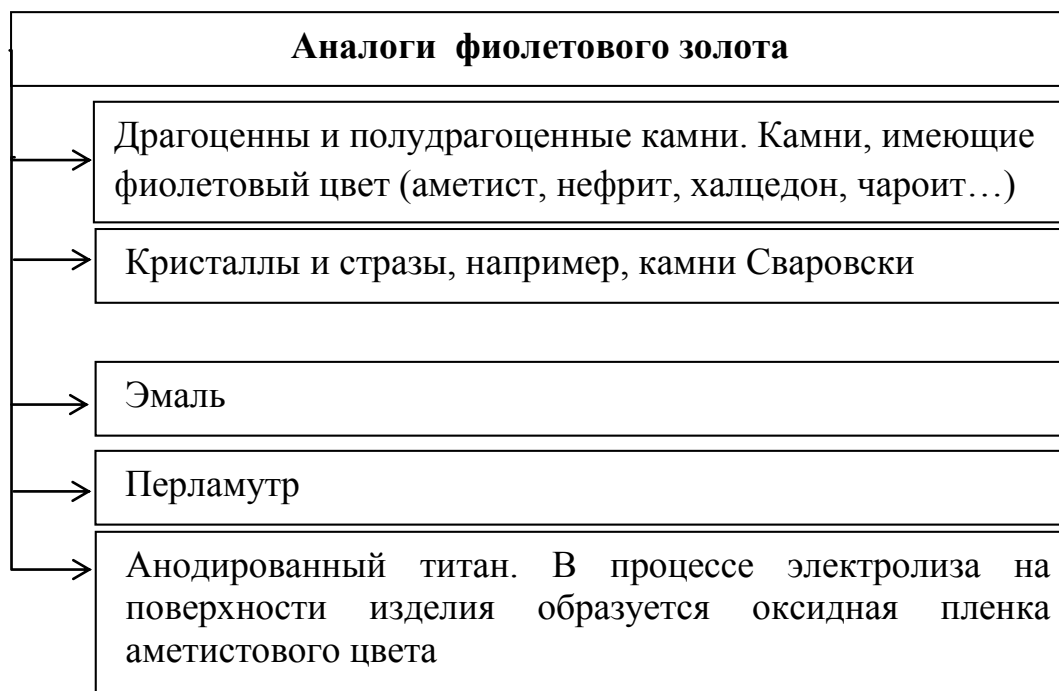 Аналоги фиолетового золота
Драгоценны и полудрагоценные камни. Камни, имеющие
фиолетовый цвет (аметист, нефрит, халцедон, чароит…)
Кристаллы и стразы, например, камни Сваровски
Эмаль
Перламутр
Анодированный титан. В процессе электролиза на
поверхности изделия образуется оксидная пленка
аметистового цвета